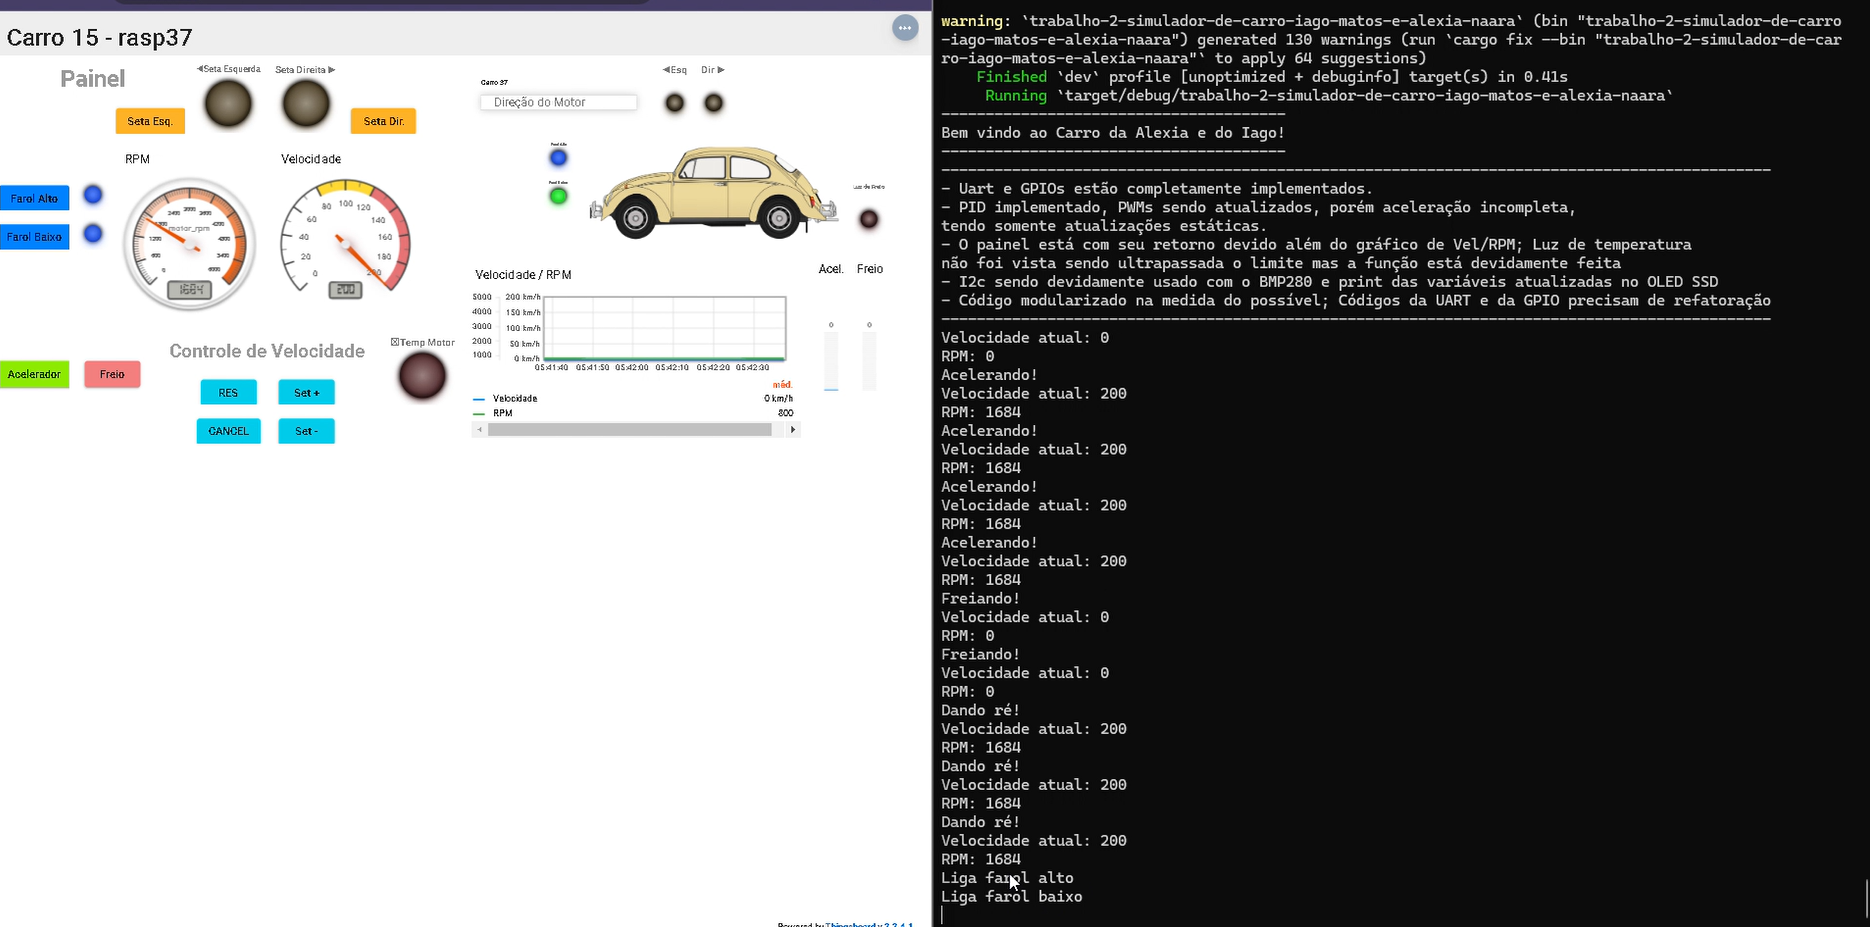 Carro 15 - rasp37
Painel
◀Seta Esquerda
Seta Direita ▶
Seta Esq.
Seta Dir.
RPM
Velocidade
Farol Alto
Farol Baixo
motor_rpm
1684
0
20
40
60
80
100
120
140
160
180
200
200
Controle de Velocidade
☒Temp Motor
Acelerador
Freio
RES
Set +
CANCEL
Set -
Carro 37
Direção do Motor
◀Esq
Dir ▶
Farol Alto
Luz de Freio
Velocidade / RPM
5000 200 km/h
4000 150 km/h
3000 100 km/h
2000 50 km/h
1000 0 km/h
05:41:40 05:41:50 05:42:00 05:42:10 05:42:20 05:42:30
méd.
Velocidade 0 km/h
RPM 800
Acel. Freio
0 0
Powered by Thingsboard v.3.3.4.1
warning: `trabalho-2-simulador-de-carro-iago-matos-e-alexia-naara` (bin "trabalho-2-simulador-de-carro
-iago-matos-e-alexia-naara") generated 130 warnings (run `cargo fix --bin "trabalho-2-simulador-de-car
ro-iago-matos-e-alexia-naara"` to apply 64 suggestions)
Finished `dev` profile [unoptimized + debuginfo] target(s) in 0.41s
Running `target/debug/trabalho-2-simulador-de-carro-iago-matos-e-alexia-naara`
---------------------------------------
Bem vindo ao Carro da Alexia e do Iago!
---------------------------------------
----------------------------------------------------------------------------------------------
- Uart e GPIOs estão completamente implementados.
- PID implementado, PWMs sendo atualizados, porém aceleração incompleta,
tendo somente atualizações estáticas.
- O painel está com seu retorno devido além do gráfico de Vel/RPM; Luz de temperatura
não foi vista sendo ultrapassada o limite mas a função está devidamente feita
- I2c sendo devidamente usado com o BMP280 e print das variáveis atualizadas no OLED SSD
- Código modularizado na medida do possível; Códigos da UART e da GPIO precisam de refatoração
----------------------------------------------------------------------------------------------
Velocidade atual: 0
RPM: 0
Acelerando!
Velocidade atual: 200
RPM: 1684
Acelerando!
Velocidade atual: 200
RPM: 1684
Acelerando!
Velocidade atual: 200
RPM: 1684
Acelerando!
Velocidade atual: 200
RPM: 1684
Freiando!
Velocidade atual: 0
RPM: 0
Freiando!
Velocidade atual: 0
RPM: 0
Dando ré!
Velocidade atual: 200
RPM: 1684
Dando ré!
Velocidade atual: 200
RPM: 1684
Dando ré!
Velocidade atual: 200
RPM: 1684
Liga farol alto
Liga farol baixo